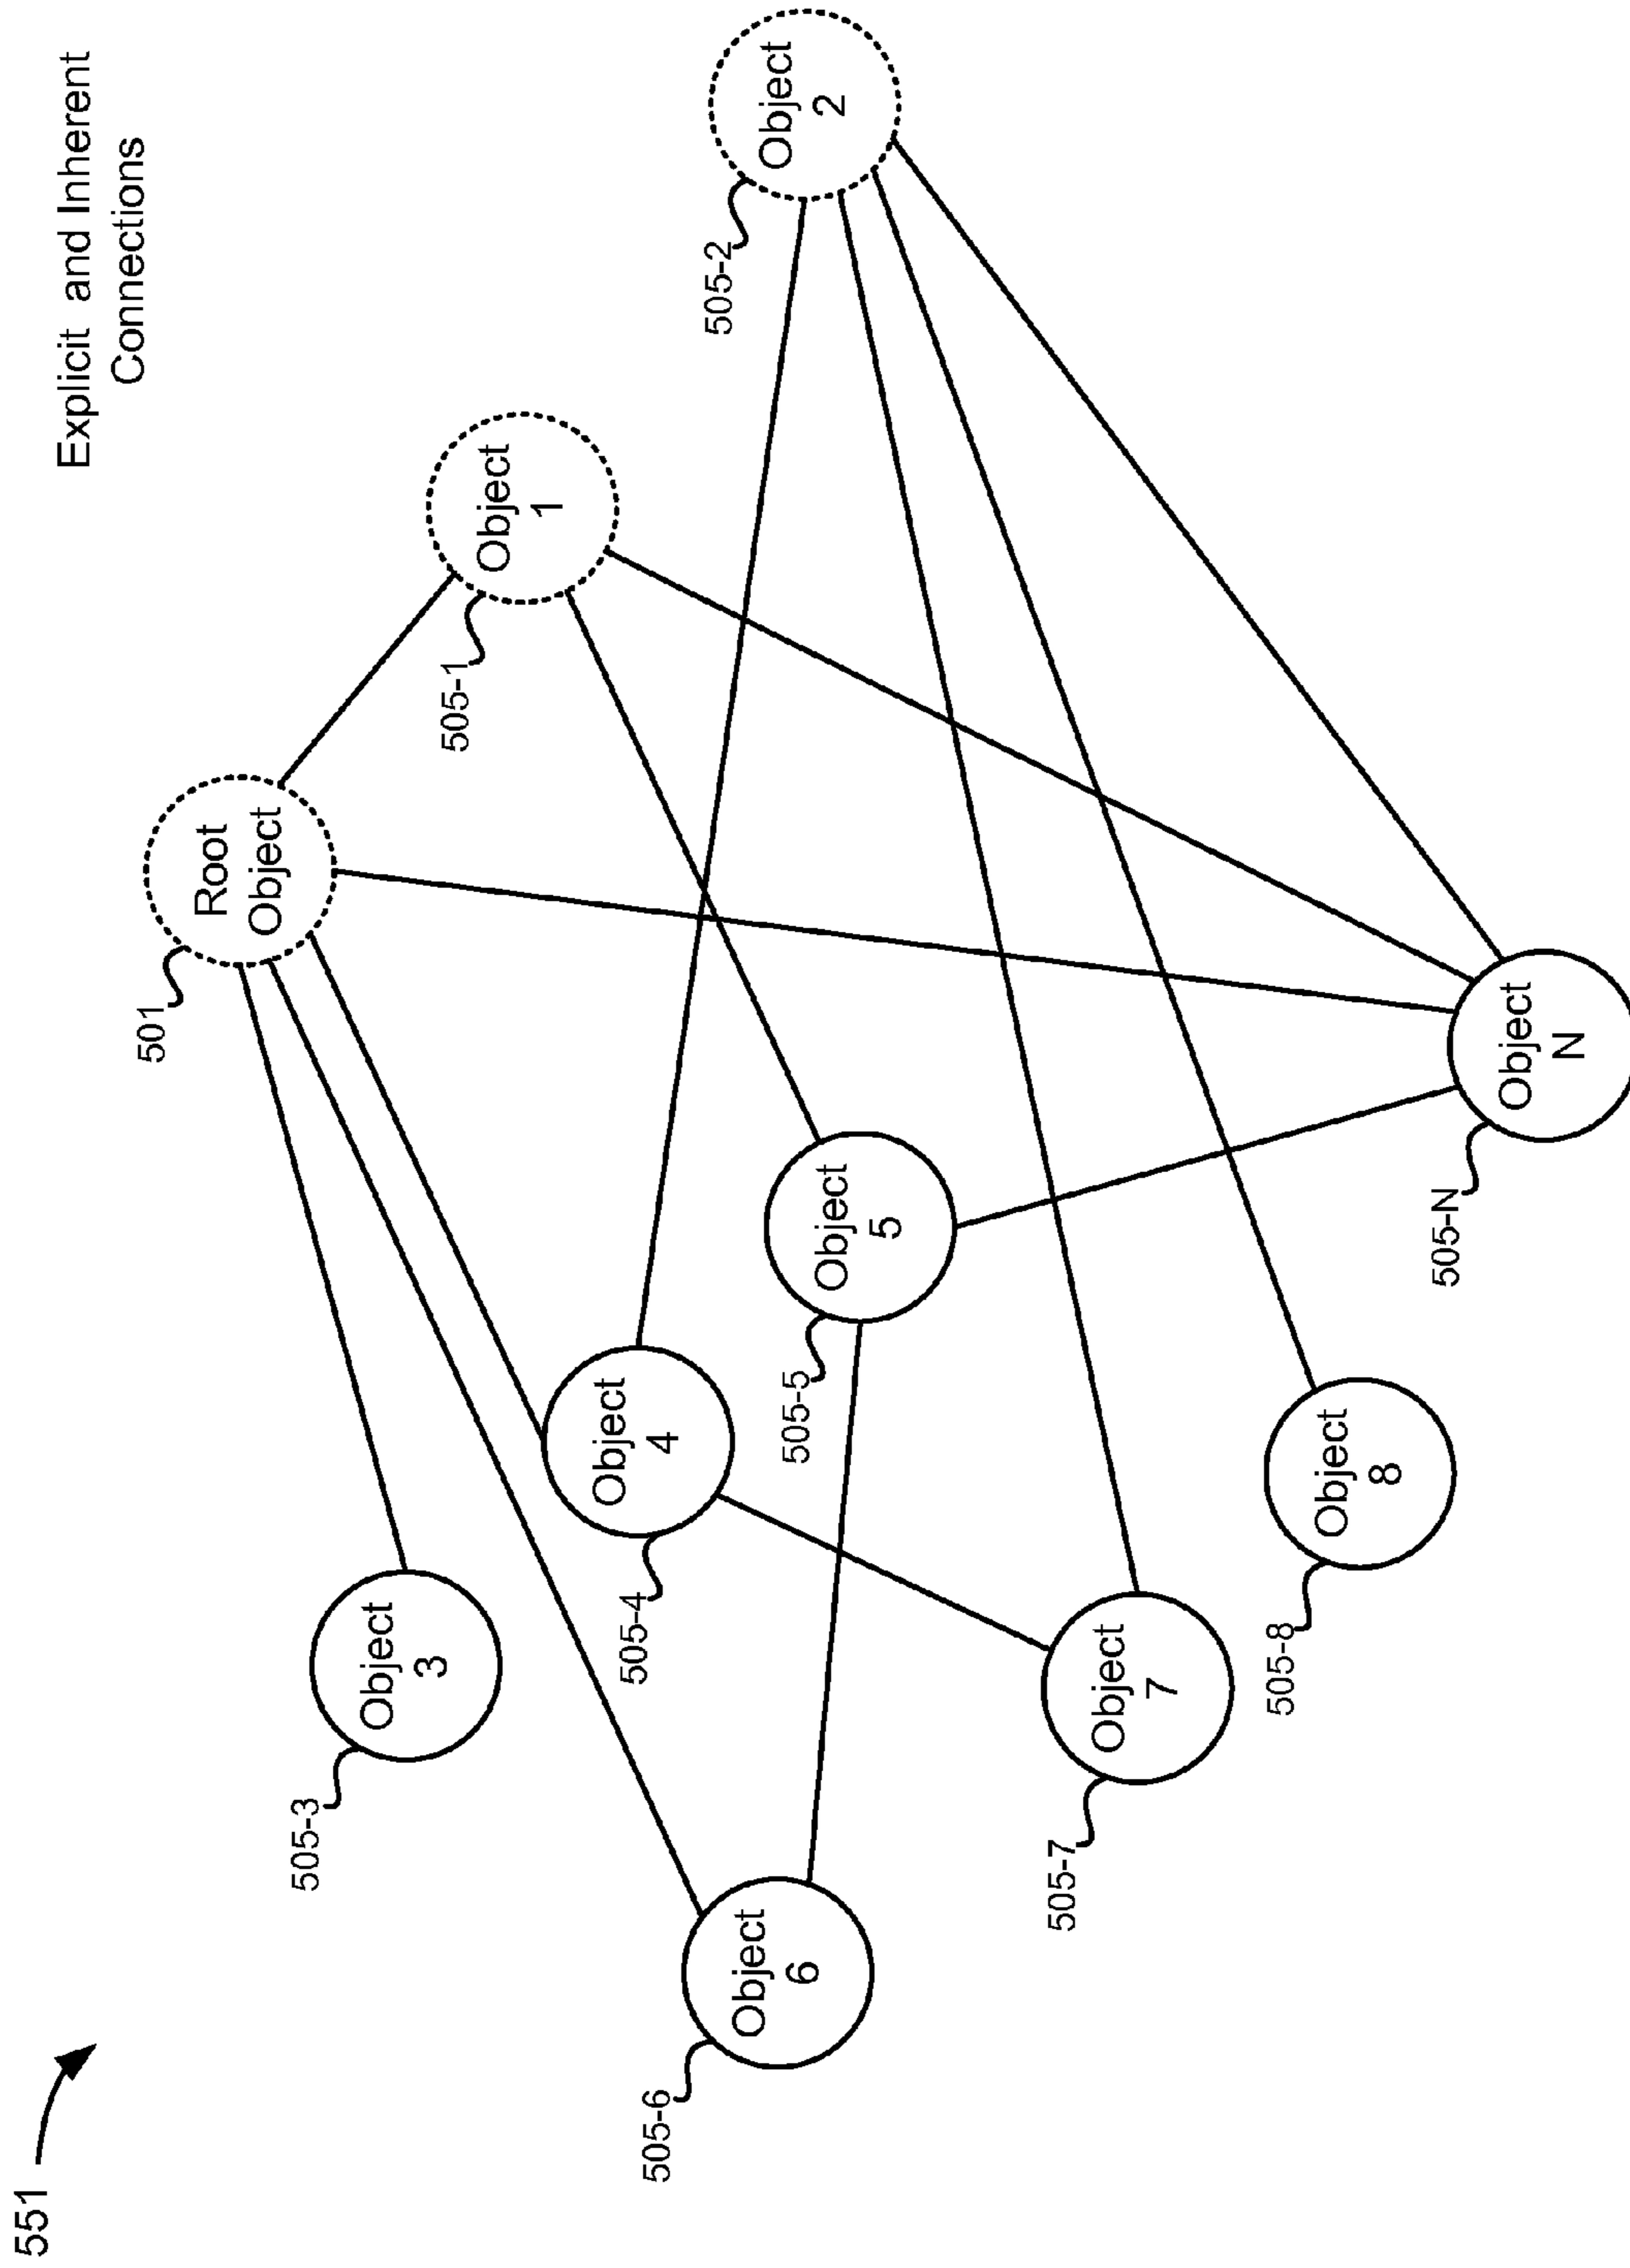 551
Explicit and Inherent
Connections
501
Root
Object
505-1
Object
1
505-2
Object
2
505-3
Object
3
505-4
Object
4
505-5
Object
5
505-6
Object
6
505-7
Object
7
505-8
Object
8
505-N
Object
N